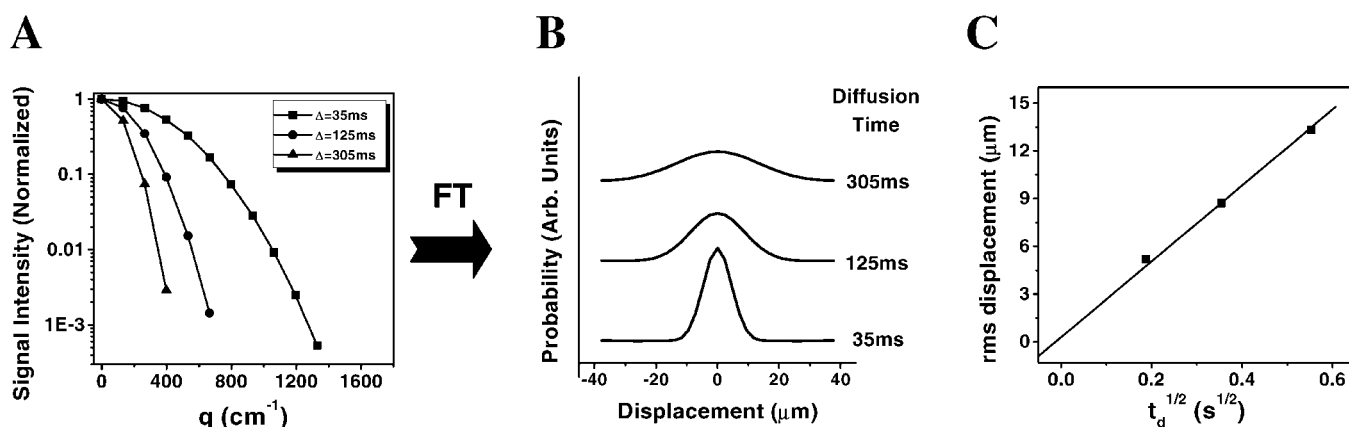 A
Signal Intensity (Normalized)
1
0.1
0.01
1E-3
0 400 800 1200 1600
q (cm-1)
Δ=35ms
Δ=125ms
Δ=305ms
FT
B
Probability (Arb. Units)
Diffusion
Time
305ms
125ms
35ms
-40 -20 0 20 40
Displacement (μm)
C
rms displacement (μm)
15
12
9
6
3
0
0.0 0.2 0.4 0.6
td1/2 (s1/2)